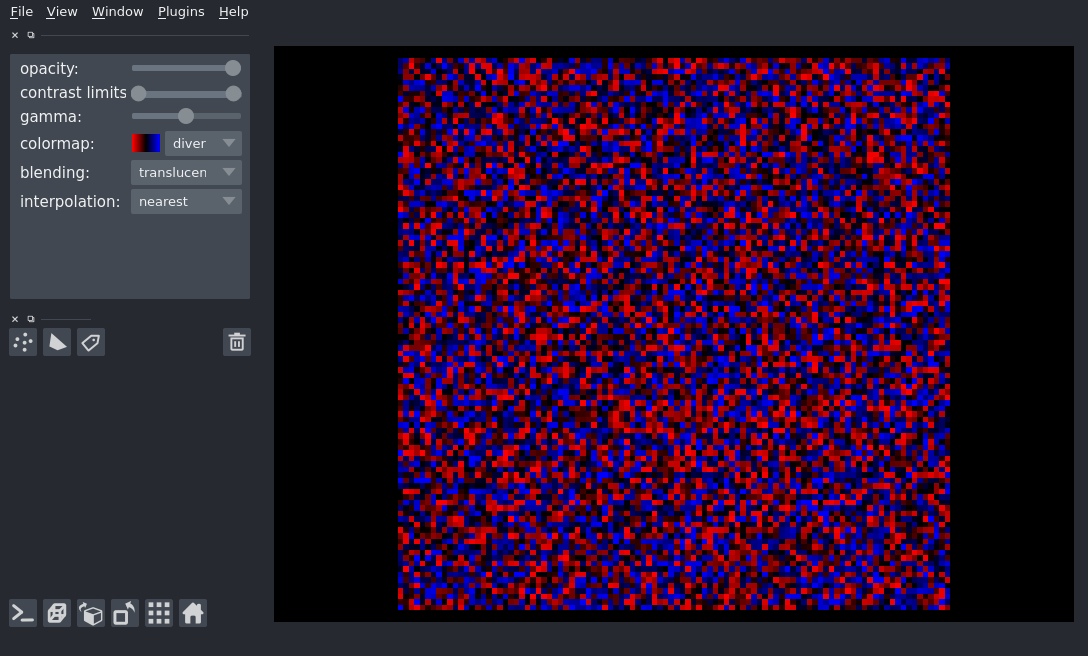 File View Window Plugins Help
opacity:
contrast limits
gamma:
colormap: diver
blending: translucen
interpolation: nearest